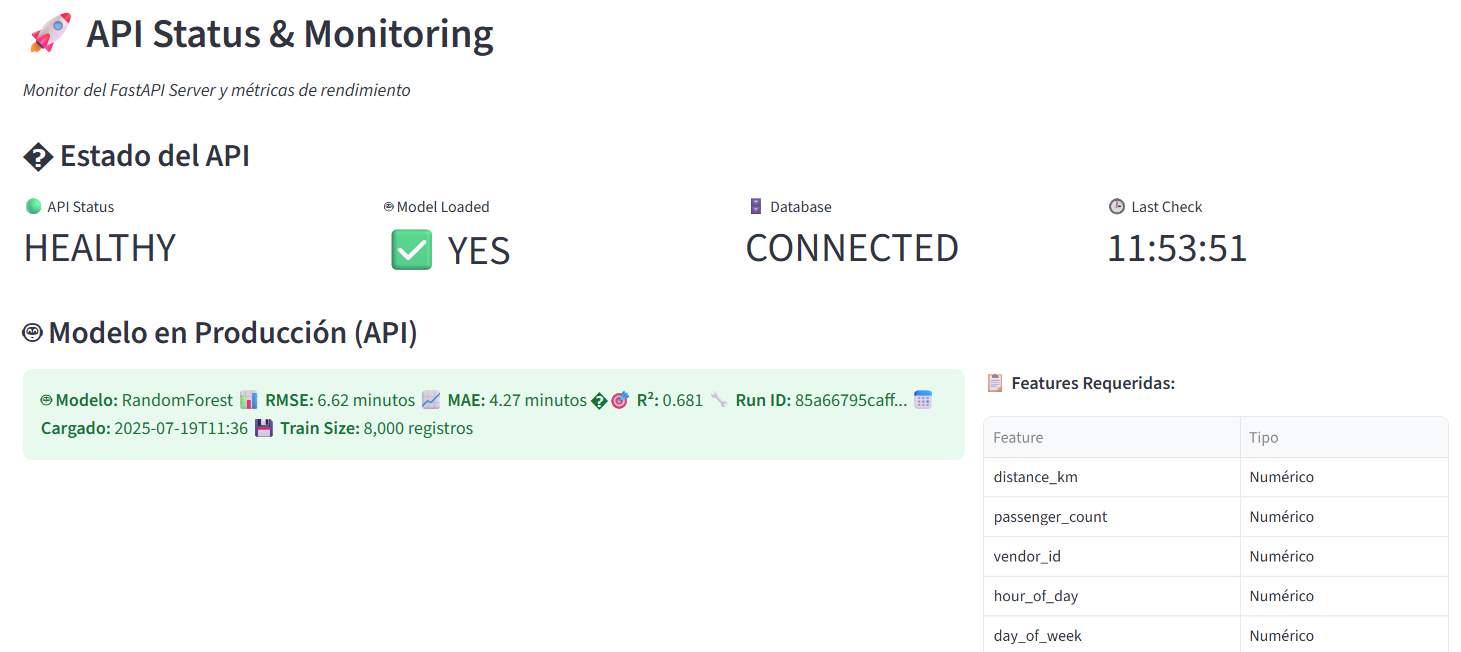 🚀 API Status & Monitoring
Monitor del FastAPI Server y métricas de rendimiento
� Estado del API
🟢 API Status
HEALTHY
🤖 Model Loaded
✅ YES
🗄️ Database
CONNECTED
🕒 Last Check
11:53:51
🤖 Modelo en Producción (API)
🤖 Modelo: RandomForest 📊 RMSE: 6.62 minutos 📈 MAE: 4.27 minutos �🎯 R²: 0.681 🔧 Run ID: 85a66795caff... 📅
Cargado: 2025-07-19T11:36 💾 Train Size: 8,000 registros
📋 Features Requeridas:
Feature Tipo
distance_km Numérico
passenger_count Numérico
vendor_id Numérico
hour_of_day Numérico
day_of_week Numérico